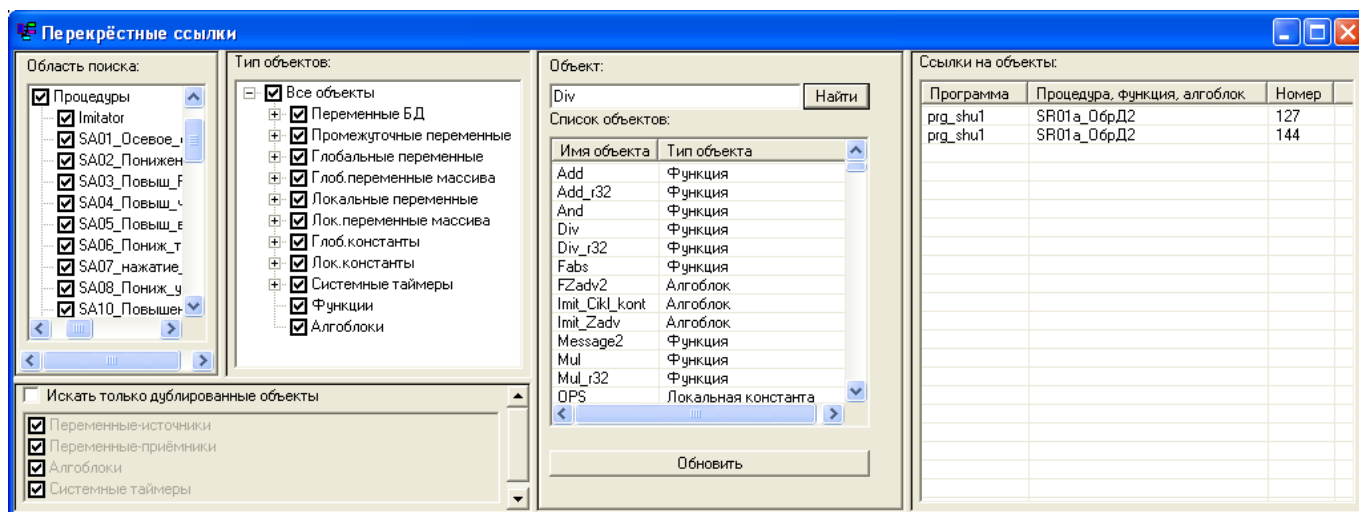 Перекрёстные ссылки
Область поиска:
Процедуры
Imitator
SA01_Осевое_
SA02_Понижен
SA03_Повыш_
SA04_Повыш_
SA05_Повыш_
SA06_Пониж_т
SA07_нажатие_
SA08_Пониж_у
SA10_Повышен
Тип объектов:
Все объекты
Переменные БД
Промежуточные переменные
Глобальные переменные
Глоб.переменные массива
Локальные переменные
Лок.переменные массива
Глоб.константы
Лок.константы
Системные таймеры
Функции
Алгоблоки
Искать только дублированные объекты
Переменные-источники
Переменные-приёмники
Алгоблоки
Системные таймеры
Объект:
Div Найти
Список объектов:
Имя объекта Тип объекта
Add Функция
Add_r32 Функция
And Функция
Div Функция
Div_r32 Функция
Fabs Функция
FZadv2 Алгоблок
Imit_Cikl_kont Алгоблок
Imit_Zadv Алгоблок
Message2 Функция
Mul Функция
Mul_r32 Функция
OPS Локальная константа
Обновить
Ссылки на объекты:
Программа Процедура, функция, алгоблок Номер
prg_shu1 SR01a_ОбрД2 127
prg_shu1 SR01a_ОбрД2 144